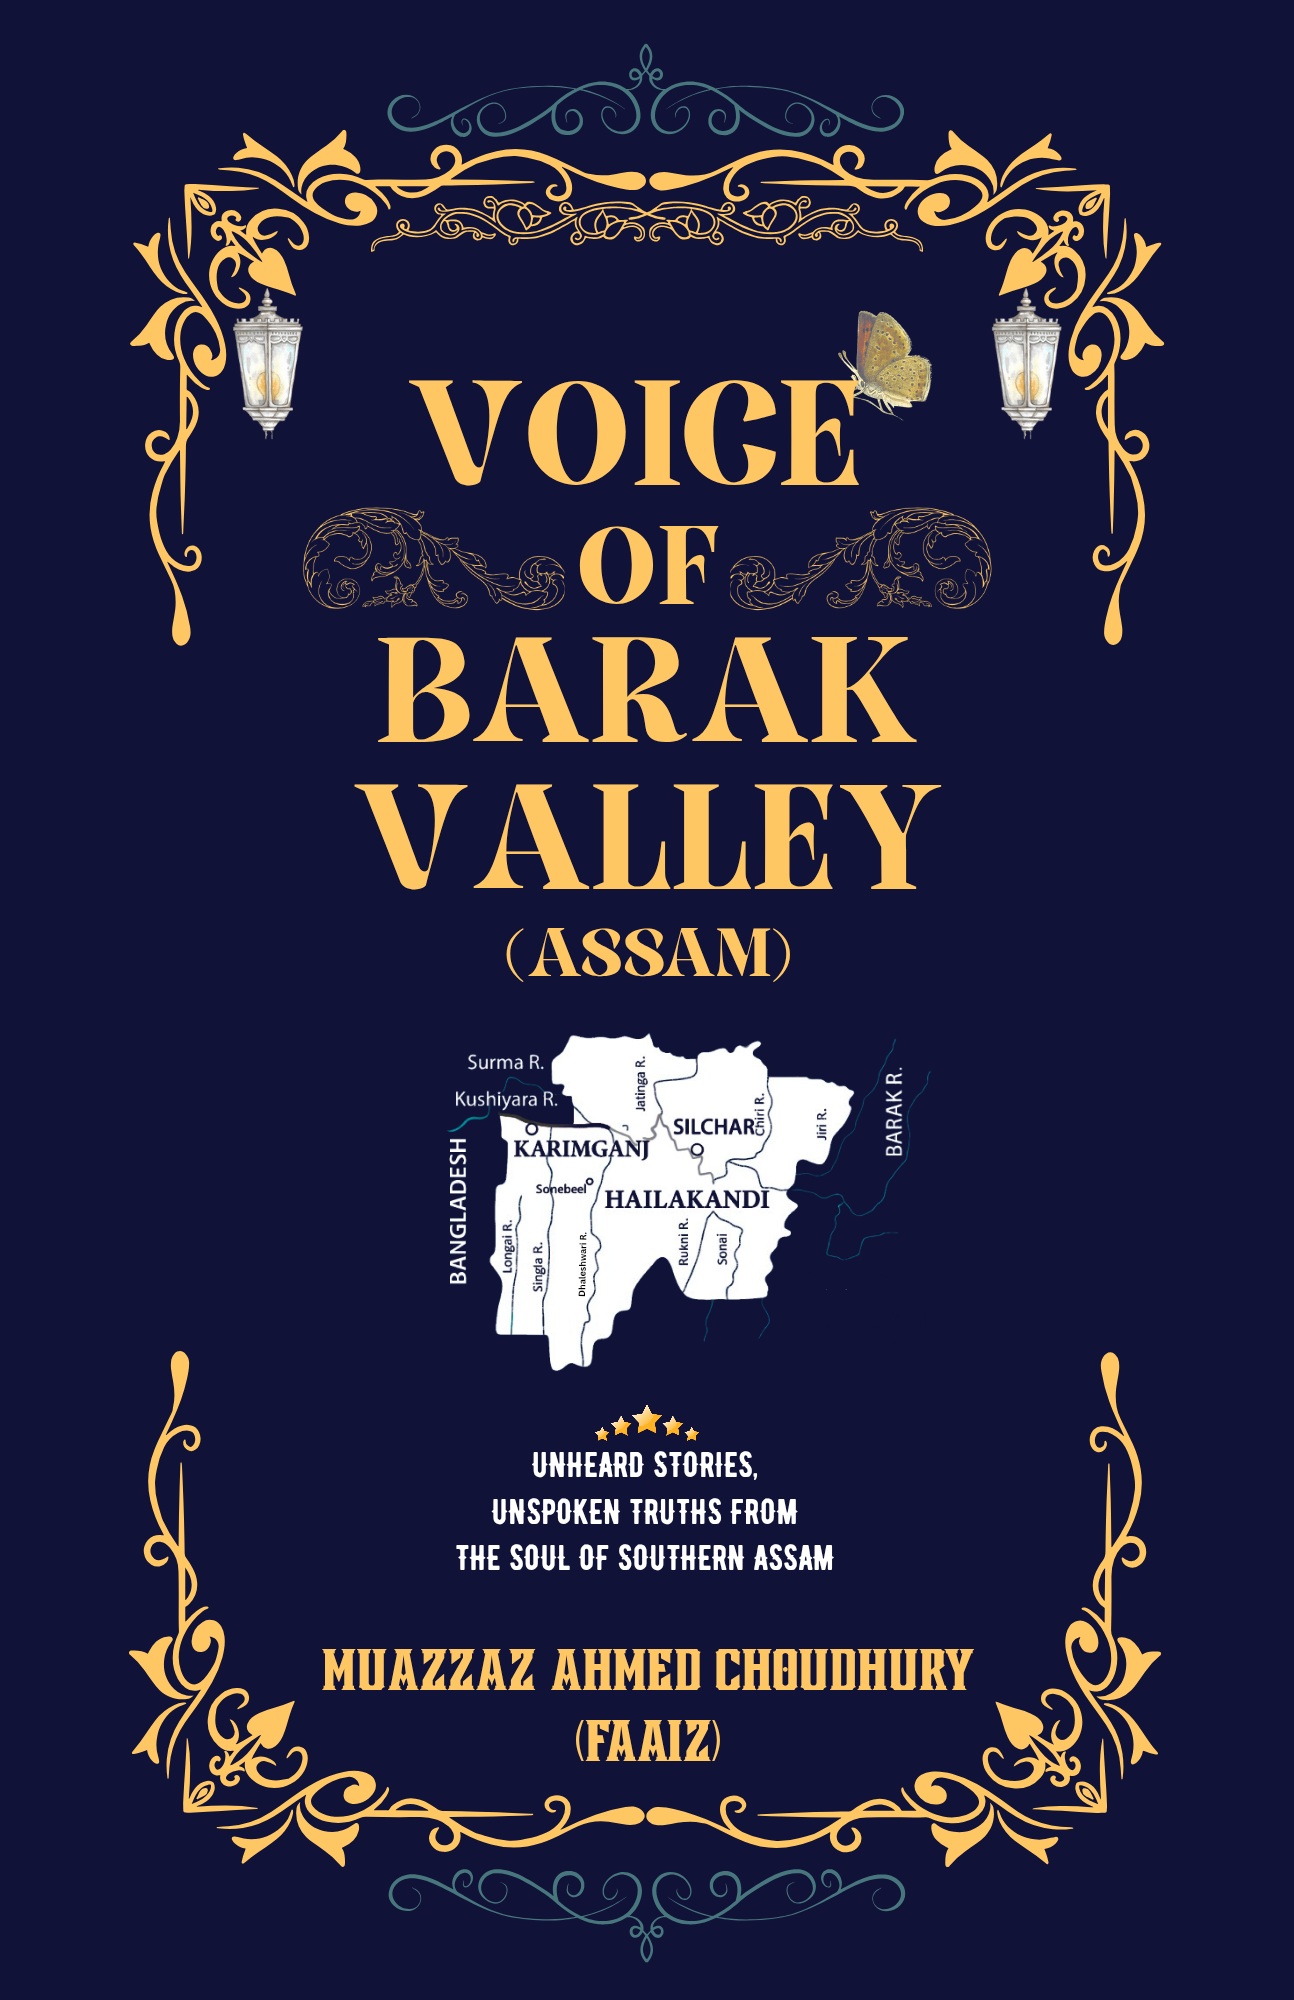 VOICE
OF
BARAK
VALLEY
(ASSAM)
Surma R.
Kushiyara R.
Jatinga R.
BARAK R.
SILCHAR
Chiri R.
Jiri R.
KARIMGANJ
BANGLADESH
Sonebeel
HAILAKANDI
Longai R.
Singla R.
Dhaleshwari R.
Rukni R.
Sonai
UNHEARD STORIES,
UNSPOKEN TRUTHS FROM
THE SOUL OF SOUTHERN ASSAM
MUAZZAZ AHMED CHOUDHURY
(FAAIZ)